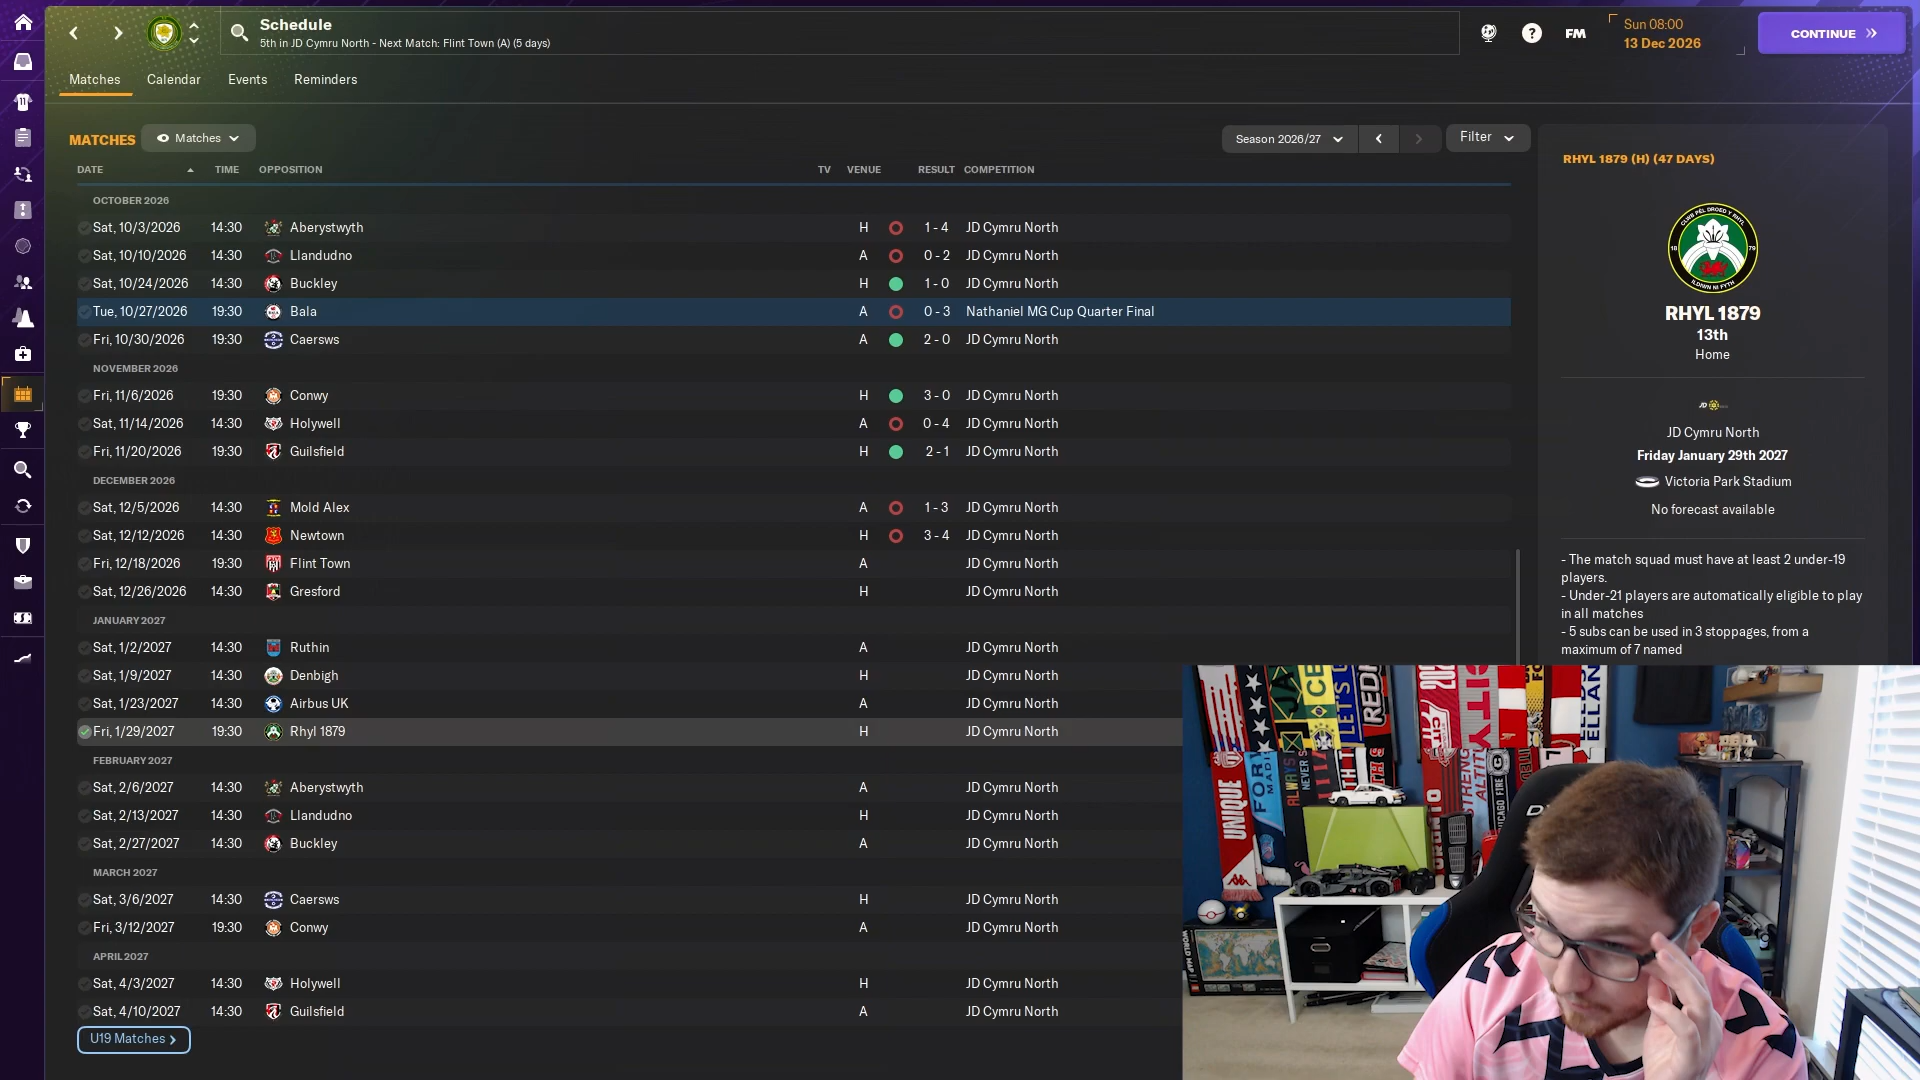 Schedule
5th in JD Cymru North - Next Match: Flint Town (A) (5 days)
FM
Sun 08:00
13 Dec 2026
CONTINUE
Matches
Calendar
Events
Reminders
MATCHES
Matches
Season 2026/27
Filter
DATE TIME OPPOSITION TV VENUE RESULT COMPETITION
OCTOBER 2026
Sat, 10/3/2026 14:30 Aberystwyth H 1 - 4 JD Cymru North
Sat, 10/10/2026 14:30 Llandudno A 0 - 2 JD Cymru North
Sat, 10/24/2026 14:30 Buckley H 1 - 0 JD Cymru North
Tue, 10/27/2026 19:30 Bala A 0 - 3 Nathaniel MG Cup Quarter Final
Fri, 10/30/2026 19:30 Caersws A 2 - 0 JD Cymru North
NOVEMBER 2026
Fri, 11/6/2026 19:30 Conwy H 3 - 0 JD Cymru North
Sat, 11/14/2026 14:30 Holywell A 0 - 4 JD Cymru North
Fri, 11/20/2026 19:30 Guilsfield H 2 - 1 JD Cymru North
DECEMBER 2026
Sat, 12/5/2026 14:30 Mold Alex A 1 - 3 JD Cymru North
Sat, 12/12/2026 14:30 Newtown H 3 - 4 JD Cymru North
Fri, 12/18/2026 19:30 Flint Town A JD Cymru North
Sat, 12/26/2026 14:30 Gresford H JD Cymru North
JANUARY 2027
Sat, 1/2/2027 14:30 Ruthin A JD Cymru North
Sat, 1/9/2027 14:30 Denbigh H JD Cymru North
Sat, 1/23/2027 14:30 Airbus UK A JD Cymru North
Fri, 1/29/2027 19:30 Rhyl 1879 H JD Cymru North
FEBRUARY 2027
Sat, 2/6/2027 14:30 Aberystwyth A JD Cymru North
Sat, 2/13/2027 14:30 Llandudno H JD Cymru North
Sat, 2/27/2027 14:30 Buckley A JD Cymru North
MARCH 2027
Sat, 3/6/2027 14:30 Caersws H JD Cymru North
Fri, 3/12/2027 19:30 Conwy A JD Cymru North
APRIL 2027
Sat, 4/3/2027 14:30 Holywell H JD Cymru North
Sat, 4/10/2027 14:30 Guilsfield A JD Cymru North
U19 Matches
RHYL 1879 (H) (47 DAYS)
RHYL 1879
13th
Home
JD
JD Cymru North
Friday January 29th 2027
Victoria Park Stadium
No forecast available
- The match squad must have at least 2 under-19
players.
- Under-21 players are automatically eligible to play
in all matches
- 5 subs can be used in 3 stoppages, from a
maximum of 7 named
UNIQUE
LET'S
ALWAYS
NEVER
CITY
CHICAGO FIRE
WORLD MAP